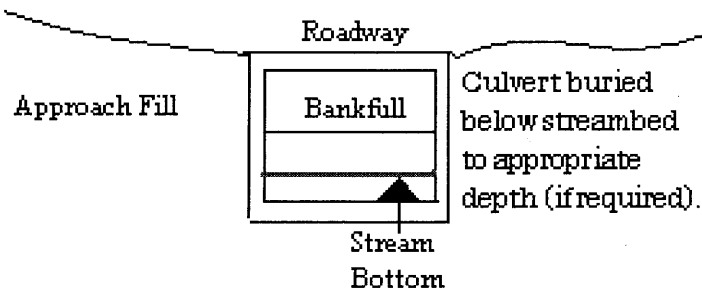 Roadway
Approach Fill
Bankfull
Culvert buried
below streambed
to appropriate
depth (if required).
Stream
Bottom